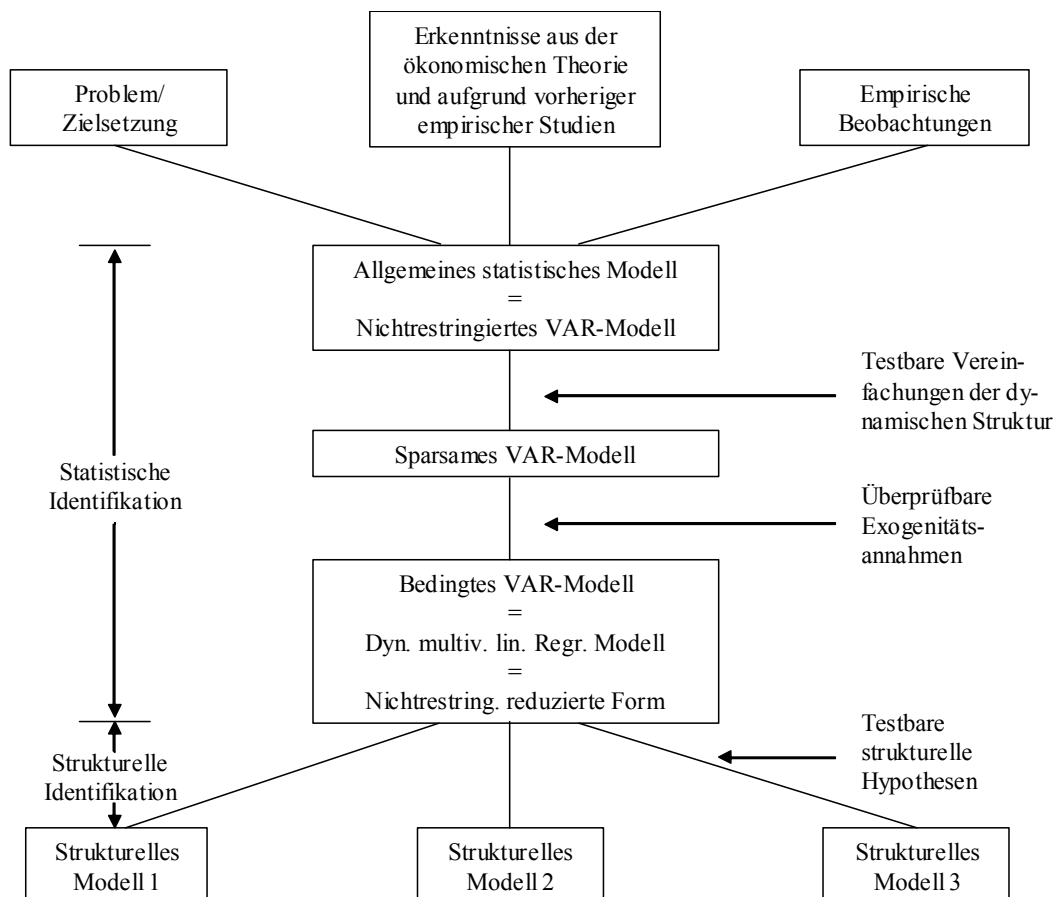 Erkenntnisse aus der
ökonomischen Theorie
und aufgrund vorheriger
empirischer Studien
Problem/
Zielsetzung
Empirische
Beobachtungen
Allgemeines statistisches Modell
=
Nichtrestringiertes VAR-Modell
Testbare Verein-
fachungen der dy-
namischen Struktur
Sparsames VAR-Modell
Statistische
Identifikation
Überprüfbare
Exogenitäts-
annahmen
Bedingtes VAR-Modell
=
Dyn. multiv. lin. Regr. Modell
=
Nichtrestring. reduzierte Form
Testbare
strukturelle
Hypothesen
Strukturelle
Identifikation
Strukturelles
Modell 1
Strukturelles
Modell 2
Strukturelles
Modell 3